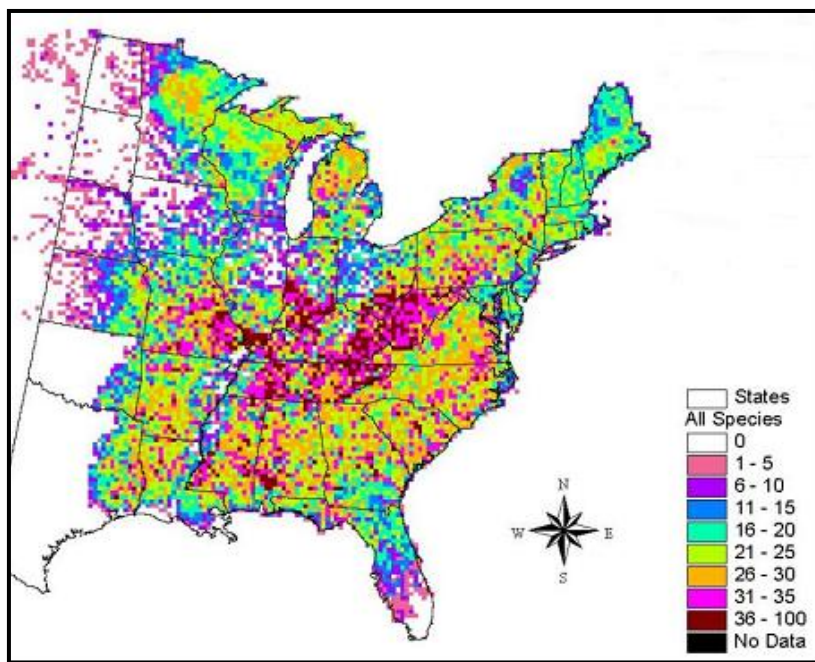 States
All Species
0
1 - 5
6 - 10
11 - 15
16 - 20
21 - 25
26 - 30
31 - 35
36 - 100
No Data
N
W E
S